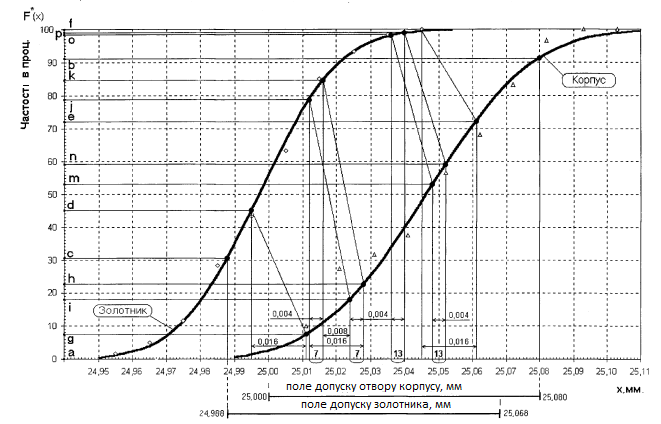 F*(x)
Частості в проц.
f
p
o
b
k
j
e
n
m
d
c
h
i
g
a
100
90
80
70
60
50
40
30
20
10
0
Корпус
Золотник
0,004
0,008
0,004
0,004
0,016
0,016
0,016
7
7
13
13
24,95
24,96
24,97
24,98
24,99
25,00
25,01
25,02
25,03
25,04
25,05
25,06
25,07
25,08
25,09
25,10
25,11
x,мм.
поле допуску отвору корпусу, мм
25,000
25,080
поле допуску золотника, мм
24,988
25,068